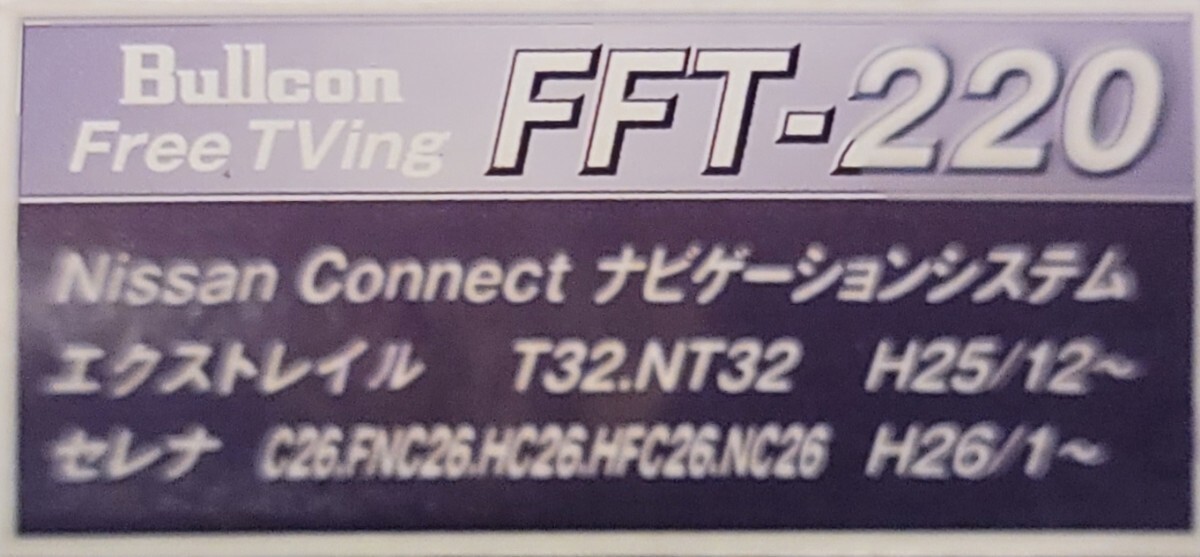 Bullcon
Free TVing
FFT-220
Nissan Connect ナビゲーションシステム
エクストレイル T32.NT32 H25/12~
セレナ C26.FNC26.HC26.HFC26.NC26 H26/1~